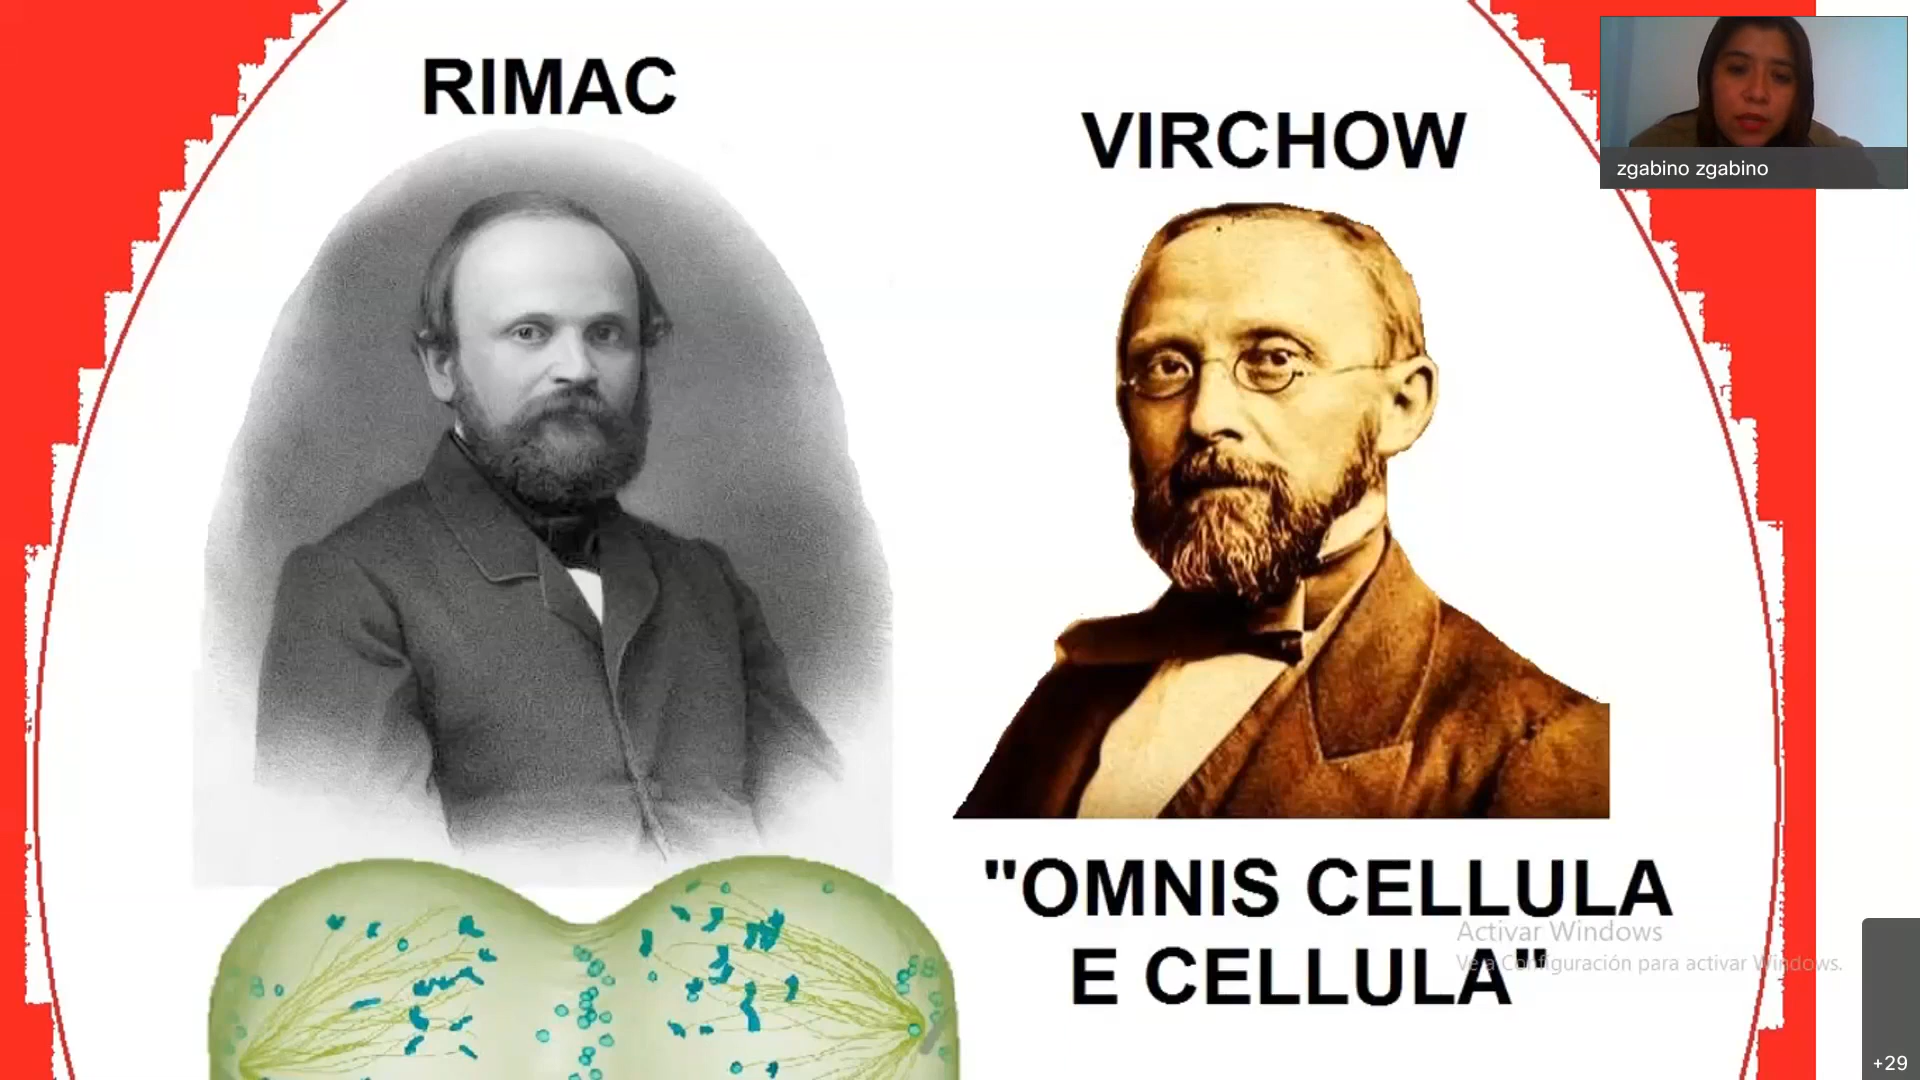 RIMAC
VIRCHOW
zgabino zgabino
"OMNIS CELLULA
E CELLULA"
Activar Windows
Ve a Configuración para activar Windows.
+29